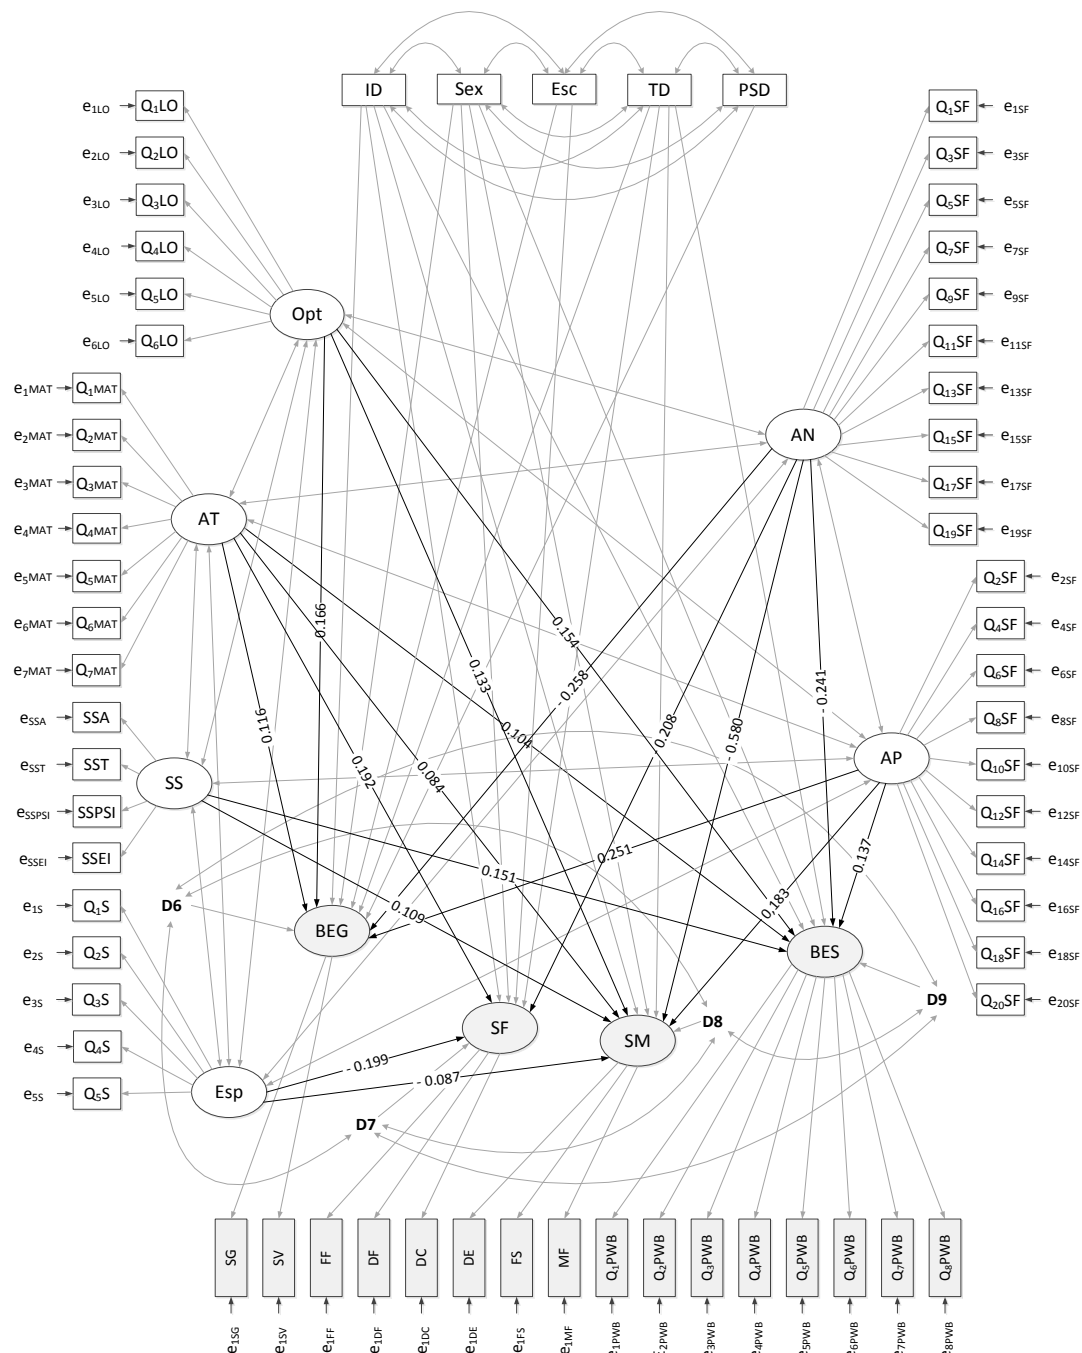 ID Sex Esc TD PSD
e1LO Q1LO
e2LO Q2LO
e3LO Q3LO
e4LO Q4LO
e5LO Q5LO
e6LO Q6LO
Opt
e1MAT Q1MAT
e2MAT Q2MAT
e3MAT Q3MAT
e4MAT Q4MAT
e5MAT Q5MAT
e6MAT Q6MAT
e7MAT Q7MAT
AT
eSSA SSA
eSST SST
eSSPSI SSPSI
eSSEI SSEI
SS
e1S Q1S
e2S Q2S
e3S Q3S
e4S Q4S
e5S Q5S
Esp
Q1SF e1SF
Q3SF e3SF
Q5SF e5SF
Q7SF e7SF
Q9SF e9SF
Q11SF e11SF
Q13SF e13SF
Q15SF e15SF
Q17SF e17SF
Q19SF e19SF
AN
Q2SF e2SF
Q4SF e4SF
Q6SF e6SF
Q8SF e8SF
Q10SF e10SF
Q12SF e12SF
Q14SF e14SF
Q16SF e16SF
Q18SF e18SF
Q20SF e20SF
AP
0.166
0.154
0.133
- 0.258
0.208
- 0.580
- 0.241
0.116
0.192
0.084
0.104
0.251
0.137
0.183
0.151
0.109
- 0.199
- 0.087
D6
BEG
SF
SM
BES
D7
D8
D9
SG SV FF DF DC DE FS MF Q1PWB Q2PWB Q3PWB Q4PWB Q5PWB Q6PWB Q7PWB Q8PWB
e1SG e1SV e1FF e1DF e1DC e1DE e1FS e1MF e1PWB e2PWB e3PWB e4PWB e5PWB e6PWB e7PWB e8PWB